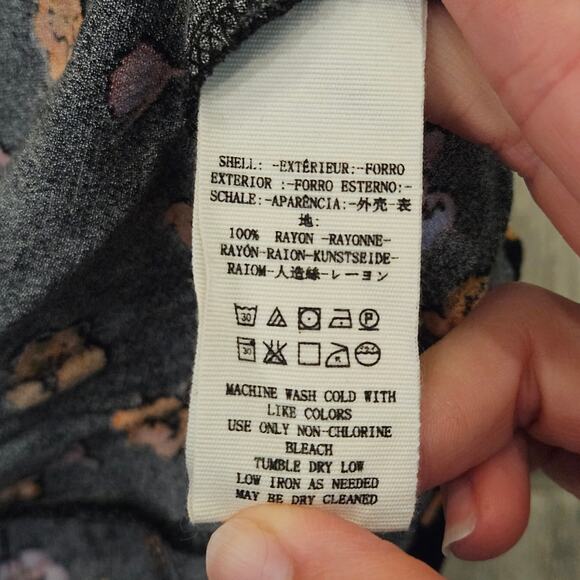 SHELL: -EXTÉRIEUR:-FORRO
EXTERIOR :-FORRO ESTERNO:-
SCHALE:-APARÊNCIA:-外壳-表
地:
100% RAYON -RAYONNE-
RAYÓN-RAION-KUNSTSEIDE-
RAIOM-人造絲-レーヨン
30 P
30
MACHINE WASH COLD WITH
LIKE COLORS
USE ONLY NON-CHLORINE
BLEACH
TUMBLE DRY LOW
LOW IRON AS NEEDED
MAY BE DRY CLEANED